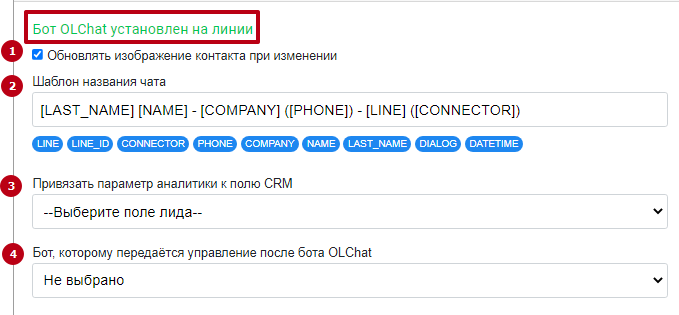 Бот OLChat установлен на линии
1 Обновлять изображение контакта при изменении
2 Шаблон названия чата
[LAST_NAME] [NAME] - [COMPANY] ([PHONE]) - [LINE] ([CONNECTOR])
LINE LINE_ID CONNECTOR PHONE COMPANY NAME LAST_NAME DIALOG DATETIME
3 Привязать параметр аналитики к полю CRM
--Выберите поле лида--
4 Бот, которому передаётся управление после бота OLChat
Не выбрано